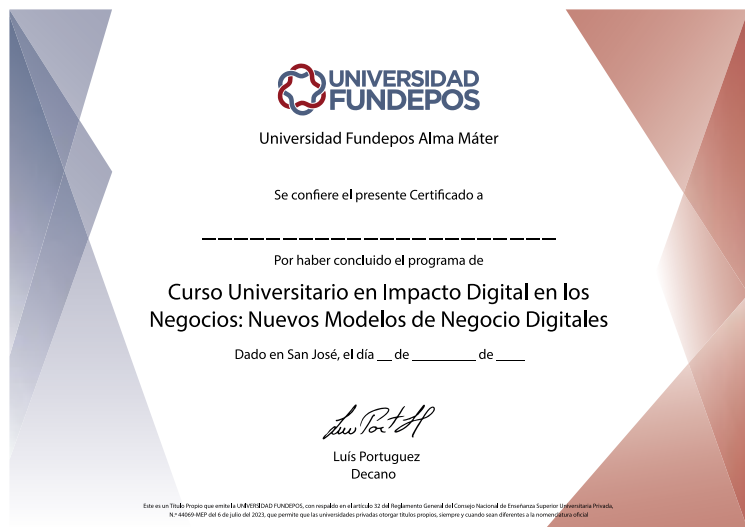 UNIVERSIDAD
FUNDEPOS
Universidad Fundepos Alma Máter
Se confiere el presente Certificado a
Por haber concluido el programa de
Curso Universitario en Impacto Digital en los
Negocios: Nuevos Modelos de Negocio Digitales
Dado en San José, el día __ de ________ de ____
Luís Portuguez
Decano
Este es un Título Propio que emite la UNIVERSIDAD FUNDEPOS, con respaldo en el artículo 32 del Reglamento General del Consejo Nacional de Enseñanza Superior Universitaria Privada,
N.º 44069-MEP del 6 de julio del 2023, que permite que las universidades privadas otorgar títulos propios, siempre y cuando sean diferentes a la nomenclatura oficial